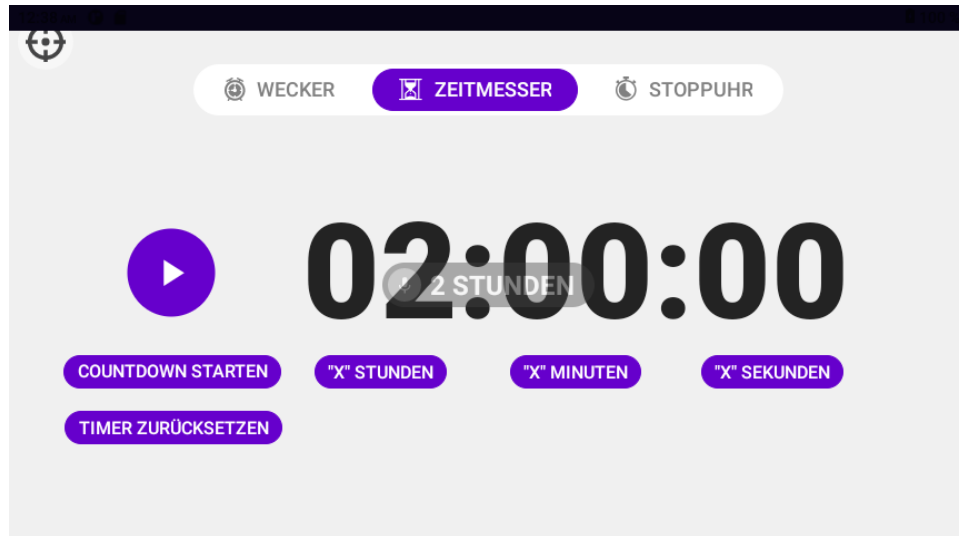 WECKER ZEITMESSER STOPPUHR
02:00:00
2 STUNDEN
COUNTDOWN STARTEN "X" STUNDEN "X" MINUTEN "X" SEKUNDEN
TIMER ZURÜCKSETZEN